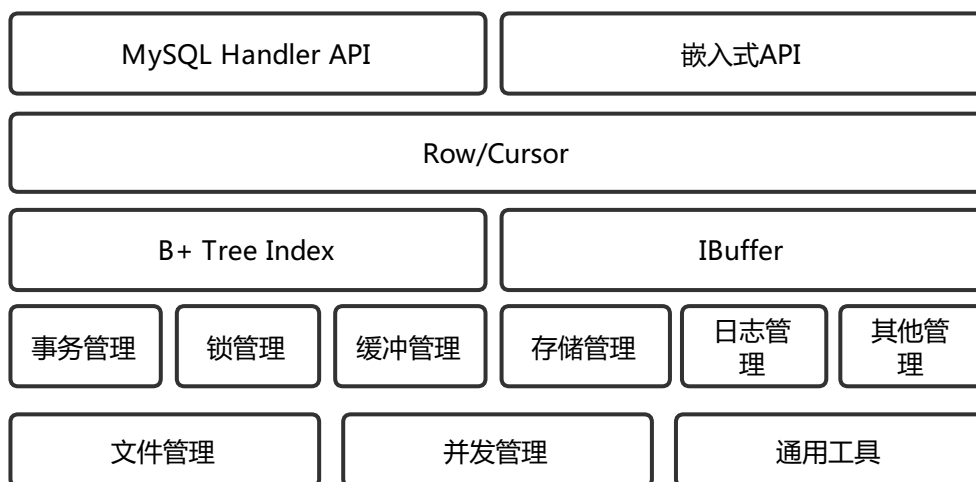 MySQL Handler API
嵌入式API
Row/Cursor
B+ Tree Index
IBuffer
事务管理
锁管理
缓冲管理
存储管理
日志管
理
其他管
理
文件管理
并发管理
通用工具